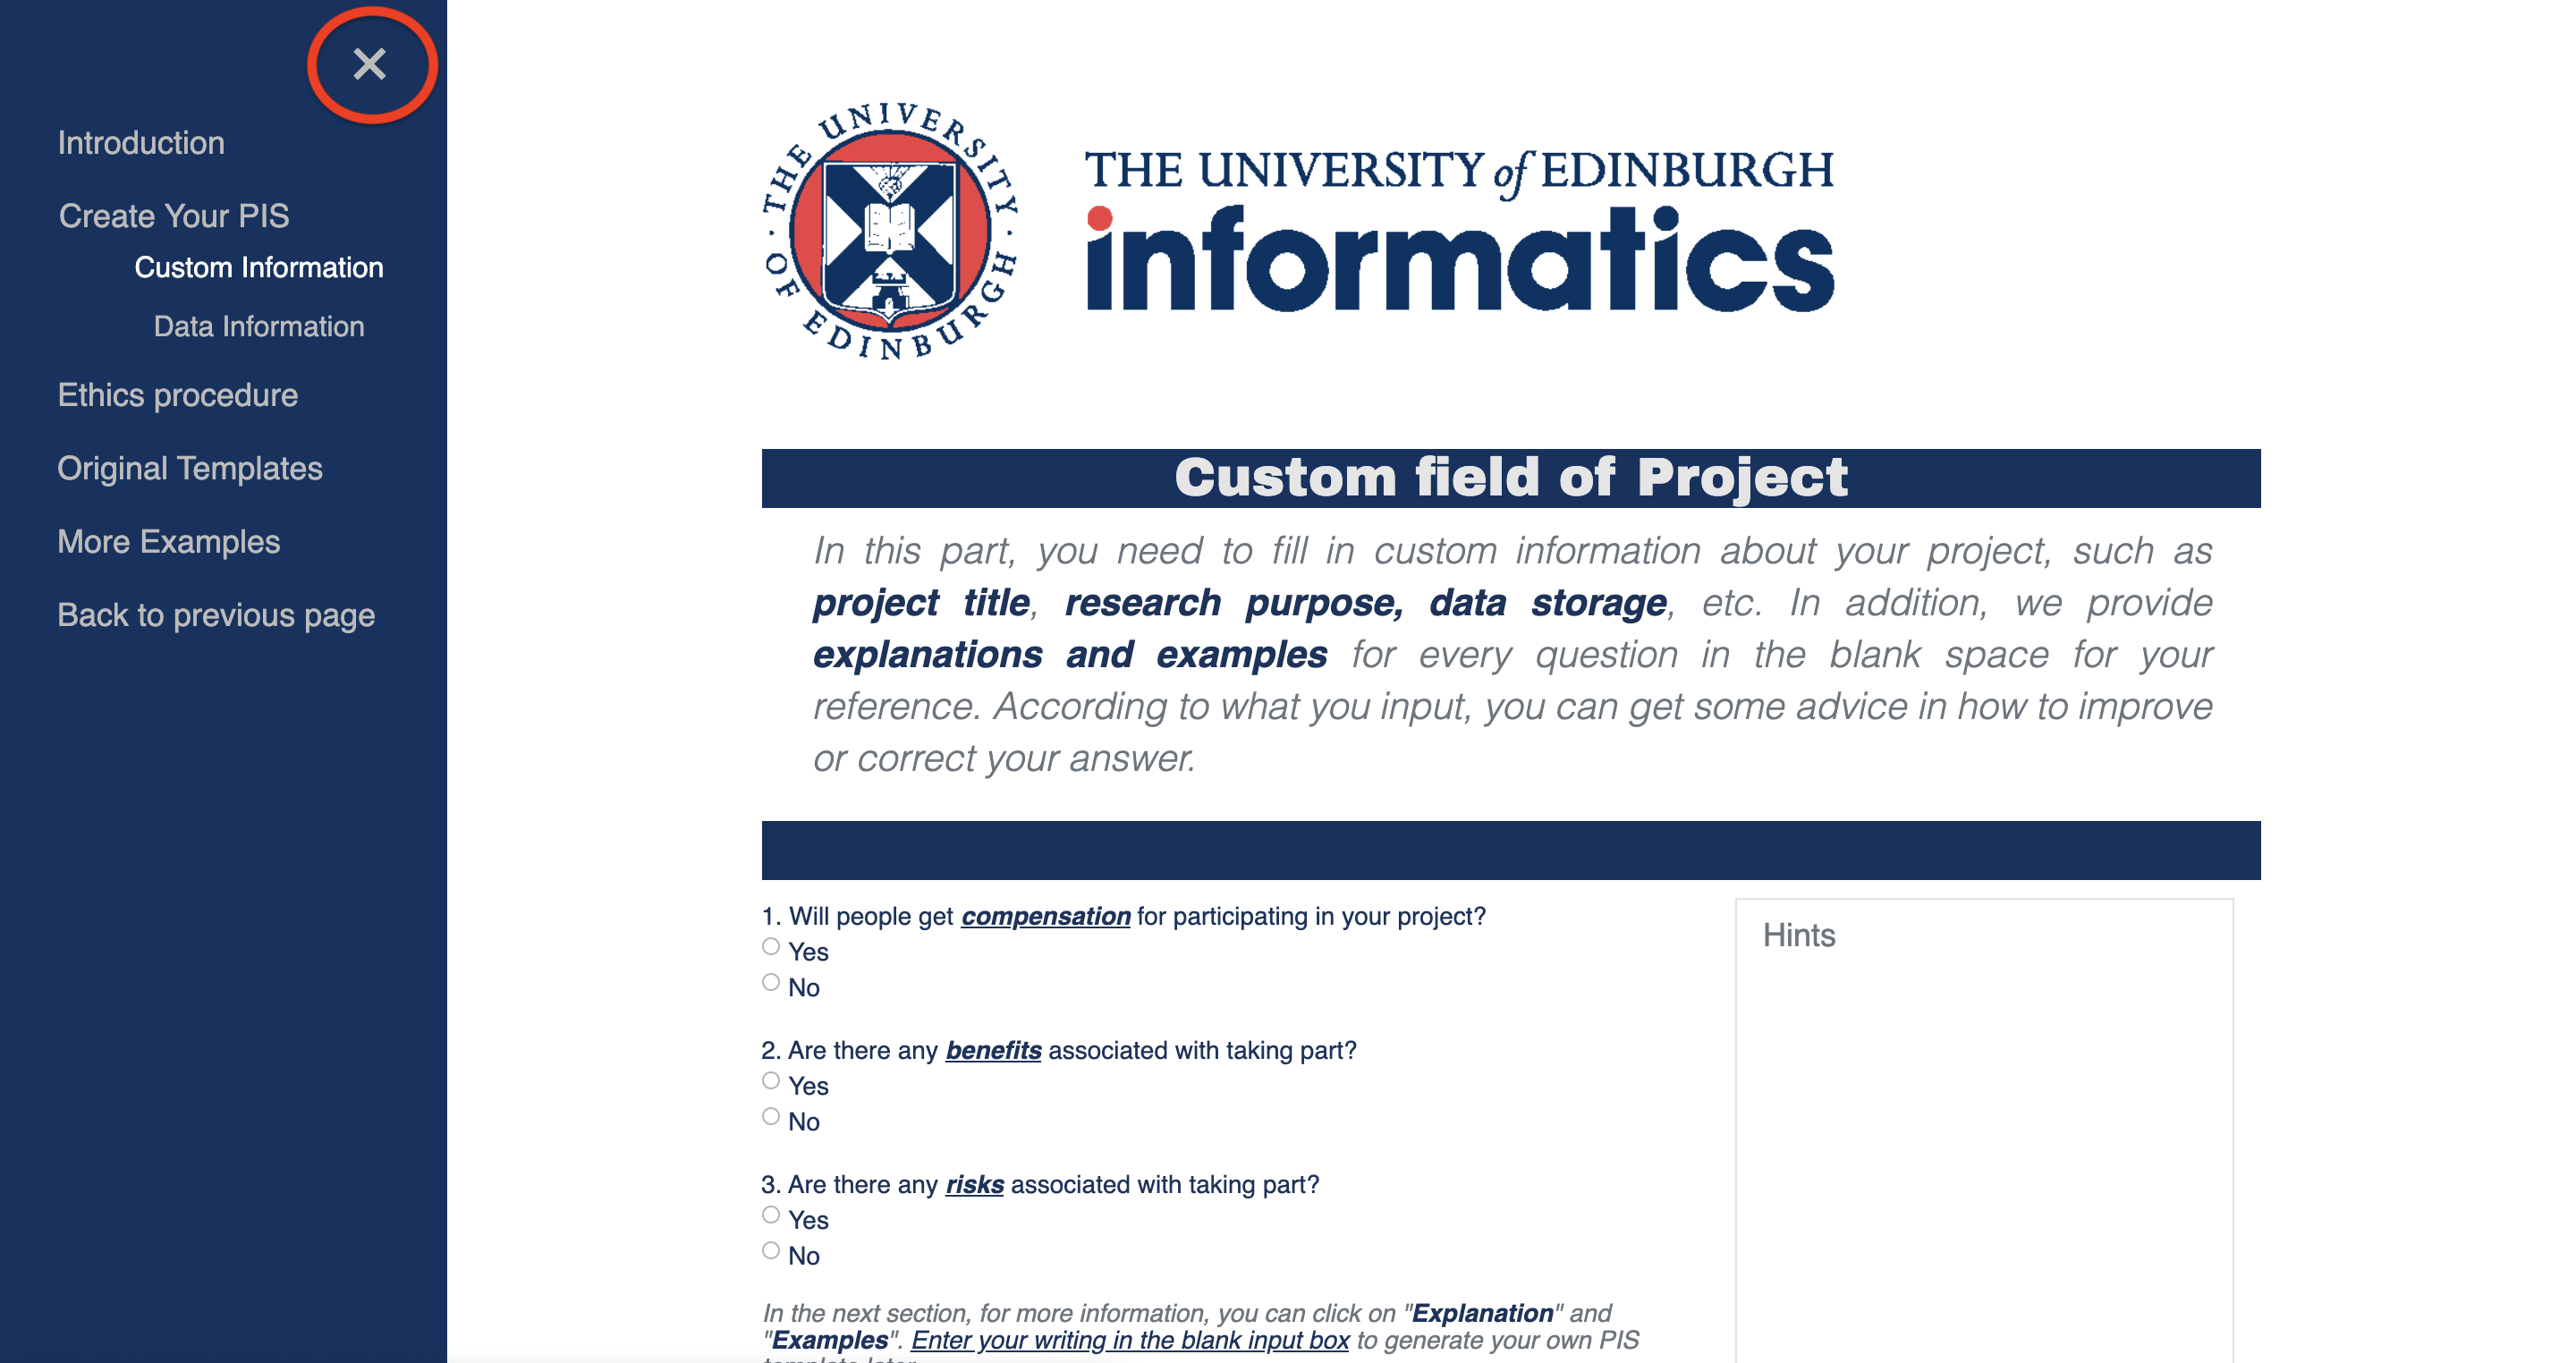 ×
Introduction
Create Your PIS
Custom Information
Data Information
Ethics procedure
Original Templates
More Examples
Back to previous page
THE UNIVERSITY OF EDINBURGH
THE UNIVERSITY of EDINBURGH
informatics
Custom field of Project
In this part, you need to fill in custom information about your project, such as
project title, research purpose, data storage, etc. In addition, we provide
explanations and examples for every question in the blank space for your
reference. According to what you input, you can get some advice in how to improve
or correct your answer.
1. Will people get compensation for participating in your project?
Yes
No
2. Are there any benefits associated with taking part?
Yes
No
3. Are there any risks associated with taking part?
Yes
No
In the next section, for more information, you can click on "Explanation" and
"Examples". Enter your writing in the blank input box to generate your own PIS
Hints